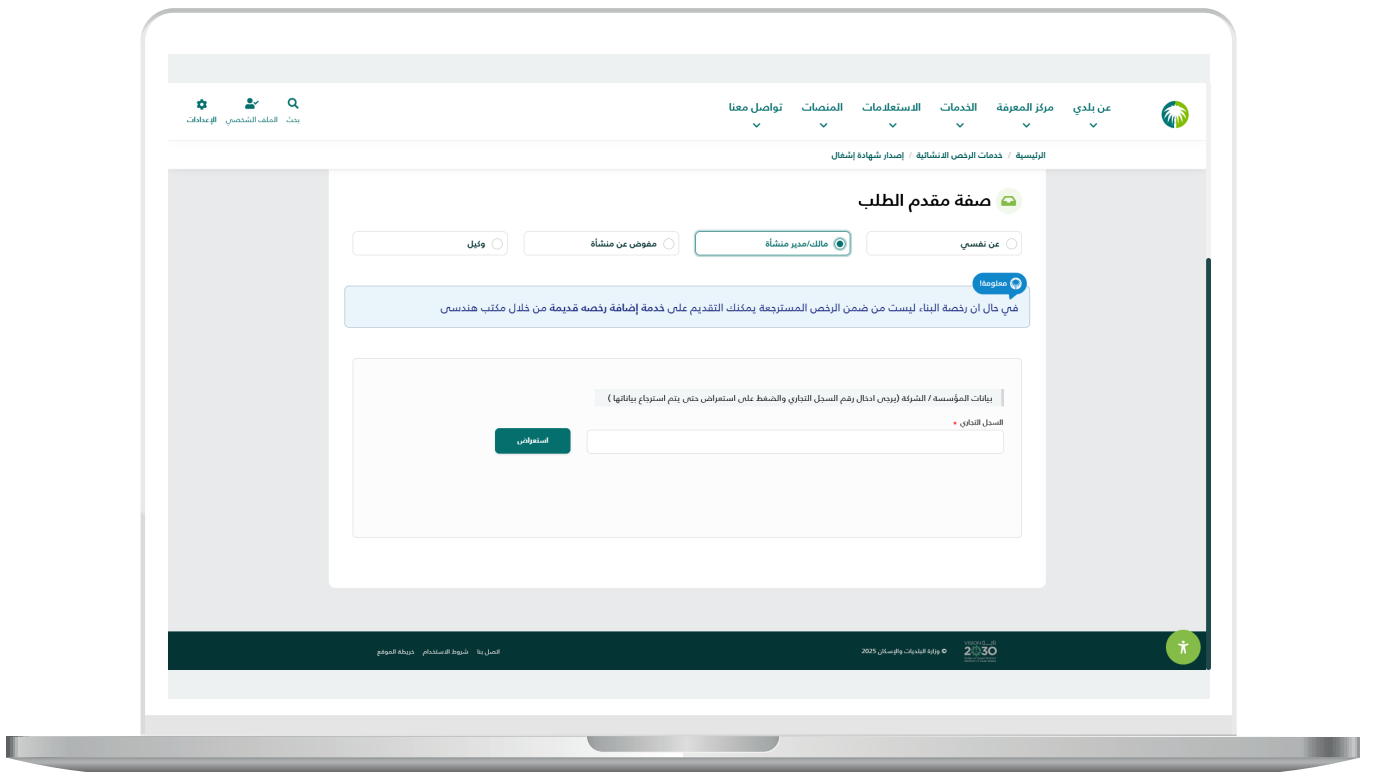 عن بلدي
مركز المعرفة
الخدمات
الاستعلامات
المنصات
تواصل معنا
بحث
الملف الشخصي
الإعدادات
الرئيسية / خدمات الرخص الانشائية / إصدار شهادة إشغال
صفة مقدم الطلب
عن نفسي
مالك/مدير منشأة
مفوض عن منشأة
وكيل
معلومة!
في حال ان رخصة البناء ليست من ضمن الرخص المسترجعة يمكنك التقديم على خدمة إضافة رخصه قديمة من خلال مكتب هندسى
بيانات المؤسسة / الشركة (يرجى ادخال رقم السجل التجاري والضغط على استعراض حتى يتم استرجاع بياناتها )
السجل التجاري *
استعراض
VISION رؤيــة
2030
© وزارة البلديات والإسكان 2025
اتصل بنا
شروط الاستخدام
خريطة الموقع